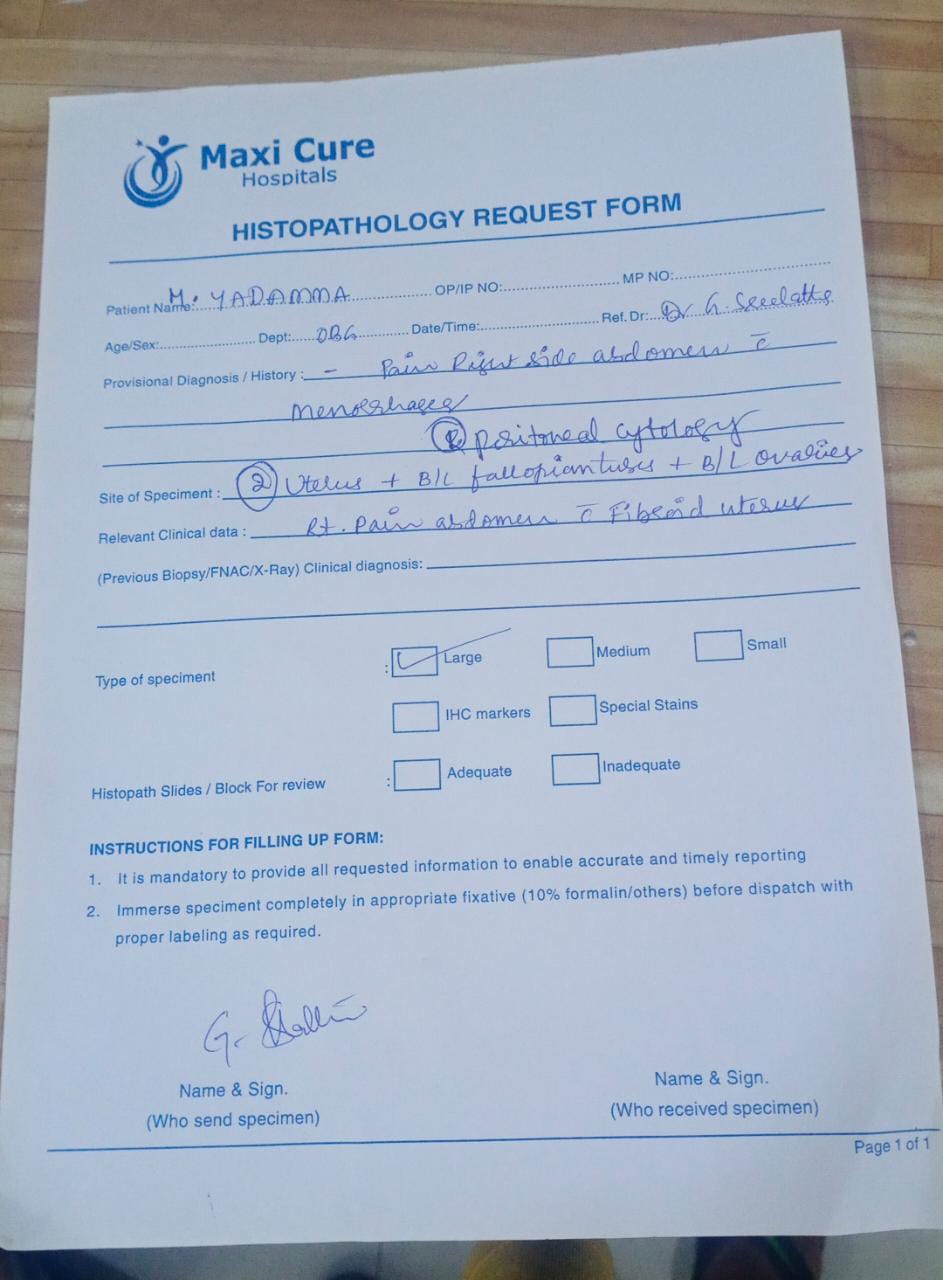 Maxi Cure
Hospitals
HISTOPATHOLOGY REQUEST FORM
Patient Name: M. YADAMMA OP/IP NO: MP NO:
Age/Sex: Dept: OBG Date/Time: Ref. Dr: Dr G.
Provisional Diagnosis / History : - Pain Right side abdomen c̄
② Peritoneal cytology
Site of Speciment : ② Uterus + B/L fallopiantubes + B/L ovaries
Relevant Clinical data : Rt. Pain abdomen c̄ Fibroid uterus
(Previous Biopsy/FNAC/X-Ray) Clinical diagnosis:
Type of speciment : Large Medium Small
IHC markers Special Stains
Histopath Slides / Block For review : Adequate Inadequate
INSTRUCTIONS FOR FILLING UP FORM:
1. It is mandatory to provide all requested information to enable accurate and timely reporting
2. Immerse speciment completely in appropriate fixative (10% formalin/others) before dispatch with
proper labeling as required.
G.
Name & Sign. Name & Sign.
(Who send specimen) (Who received specimen)
Page 1 of 1